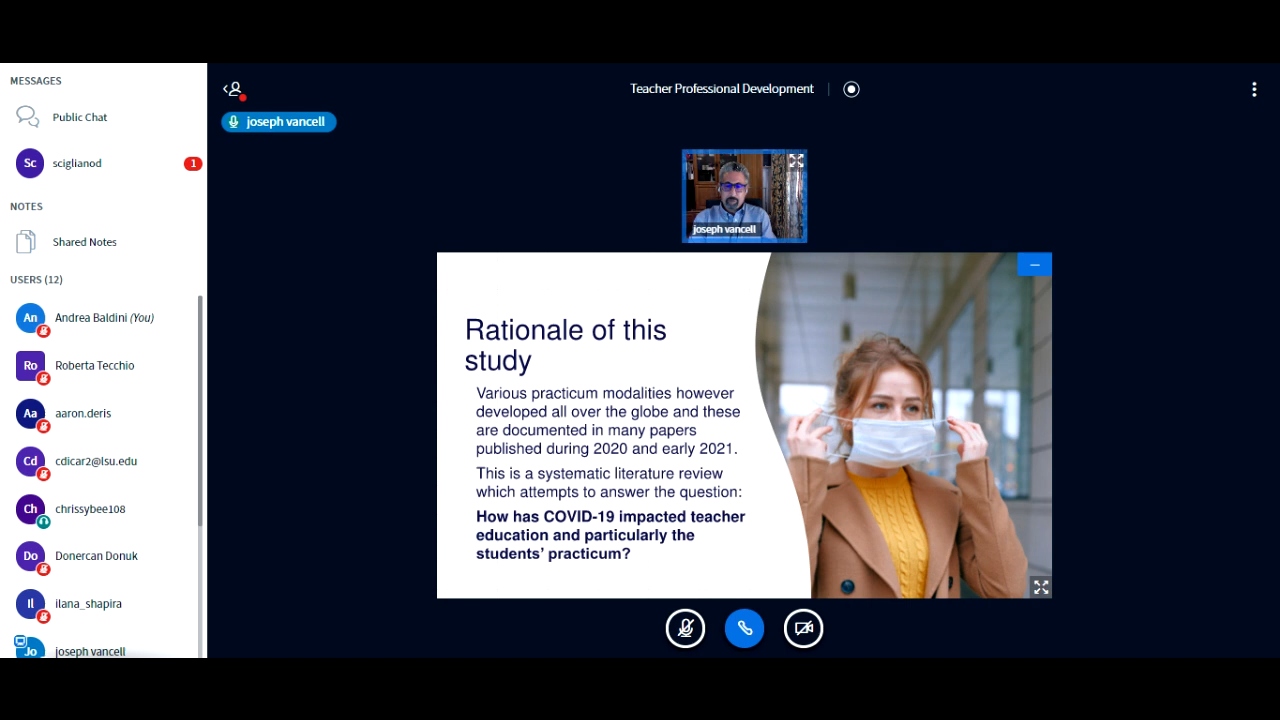 MESSAGES
Public Chat
Sc
sciglianod
1
NOTES
Shared Notes
USERS (12)
An
Andrea Baldini (You)
Ro
Roberta Tecchio
Aa
aaron.deris
Cd
cdicar2@lsu.edu
Ch
chrissybee108
Do
Donercan Donuk
Il
ilana_shapira
Jo
joseph vancell
Teacher Professional Development
joseph vancell
joseph vancell
Rationale of this
study
Various practicum modalities however
developed all over the globe and these
are documented in many papers
published during 2020 and early 2021.
This is a systematic literature review
which attempts to answer the question:
How has COVID-19 impacted teacher
education and particularly the
students’ practicum?